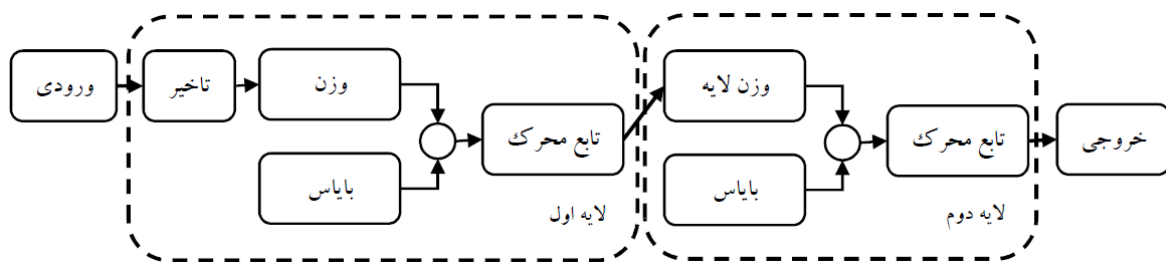 ورودی
تاخیر
وزن
بایاس
تابع محرک
لایه اول
وزن لایه
بایاس
تابع محرک
لایه دوم
خروجی